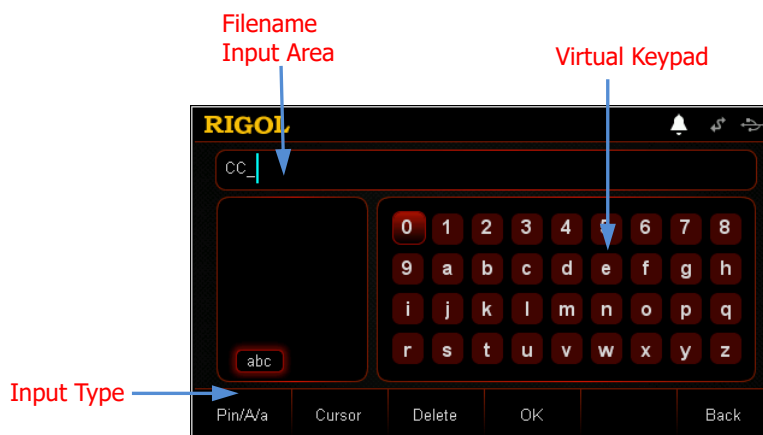 Filename
Input Area
Virtual Keypad
RIGOL
CC_
0 1 2 3 4 5 6 7 8
9 a b c d e f g h
i j k l m n o p q
r s t u v w x y z
abc
Input Type
Pin/A/a Cursor Delete OK Back